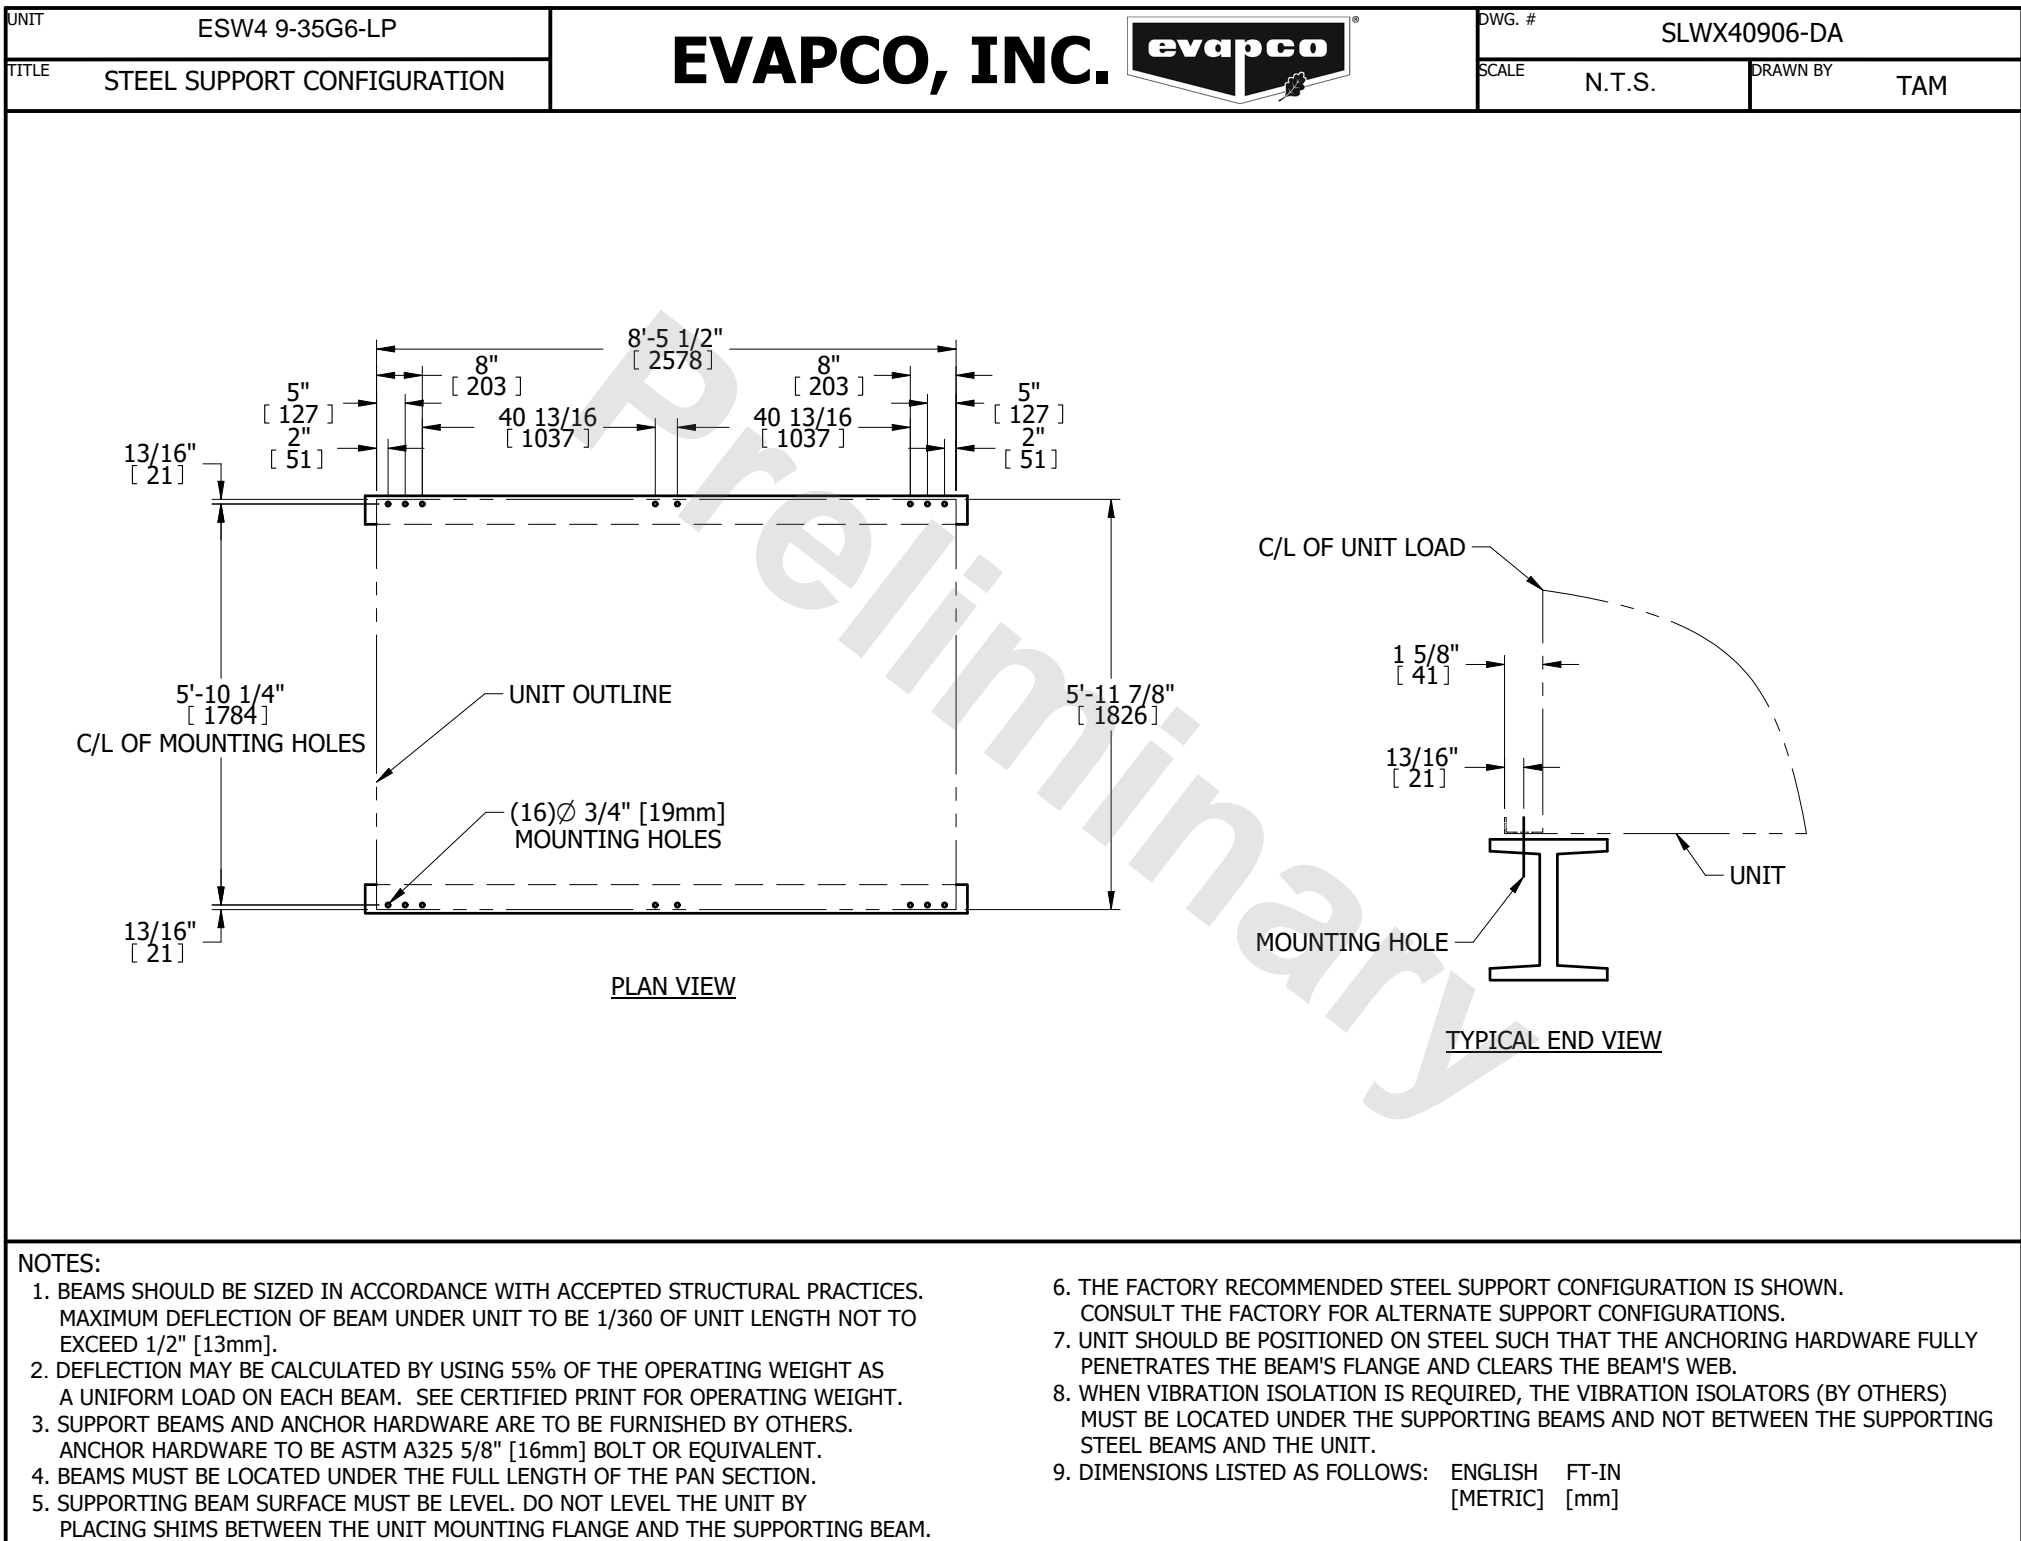 UNIT
ESW4 9-35G6-LP
TITLE
STEEL SUPPORT CONFIGURATION
EVAPCO, INC.
evapco
®
DWG. #
SLWX40906-DA
SCALE
N.T.S.
DRAWN BY
TAM
8'-5 1/2"
[ 2578 ]
8"
[ 203 ]
8"
[ 203 ]
5"
[ 127 ]
5"
[ 127 ]
40 13/16
[ 1037 ]
40 13/16
[ 1037 ]
2"
[ 51 ]
2"
[ 51 ]
13/16"
[ 21 ]
5'-10 1/4"
[ 1784 ]
C/L OF MOUNTING HOLES
UNIT OUTLINE
5'-11 7/8"
[ 1826 ]
(16)∅ 3/4" [19mm]
MOUNTING HOLES
13/16"
[ 21 ]
PLAN VIEW
Preliminary
C/L OF UNIT LOAD
1 5/8"
[ 41 ]
13/16"
[ 21 ]
UNIT
MOUNTING HOLE
TYPICAL END VIEW
NOTES:
1. BEAMS SHOULD BE SIZED IN ACCORDANCE WITH ACCEPTED STRUCTURAL PRACTICES.
MAXIMUM DEFLECTION OF BEAM UNDER UNIT TO BE 1/360 OF UNIT LENGTH NOT TO
EXCEED 1/2" [13mm].
2. DEFLECTION MAY BE CALCULATED BY USING 55% OF THE OPERATING WEIGHT AS
A UNIFORM LOAD ON EACH BEAM. SEE CERTIFIED PRINT FOR OPERATING WEIGHT.
3. SUPPORT BEAMS AND ANCHOR HARDWARE ARE TO BE FURNISHED BY OTHERS.
ANCHOR HARDWARE TO BE ASTM A325 5/8" [16mm] BOLT OR EQUIVALENT.
4. BEAMS MUST BE LOCATED UNDER THE FULL LENGTH OF THE PAN SECTION.
5. SUPPORTING BEAM SURFACE MUST BE LEVEL. DO NOT LEVEL THE UNIT BY
PLACING SHIMS BETWEEN THE UNIT MOUNTING FLANGE AND THE SUPPORTING BEAM.
6. THE FACTORY RECOMMENDED STEEL SUPPORT CONFIGURATION IS SHOWN.
CONSULT THE FACTORY FOR ALTERNATE SUPPORT CONFIGURATIONS.
7. UNIT SHOULD BE POSITIONED ON STEEL SUCH THAT THE ANCHORING HARDWARE FULLY
PENETRATES THE BEAM'S FLANGE AND CLEARS THE BEAM'S WEB.
8. WHEN VIBRATION ISOLATION IS REQUIRED, THE VIBRATION ISOLATORS (BY OTHERS)
MUST BE LOCATED UNDER THE SUPPORTING BEAMS AND NOT BETWEEN THE SUPPORTING
STEEL BEAMS AND THE UNIT.
9. DIMENSIONS LISTED AS FOLLOWS: ENGLISH FT-IN
[METRIC] [mm]